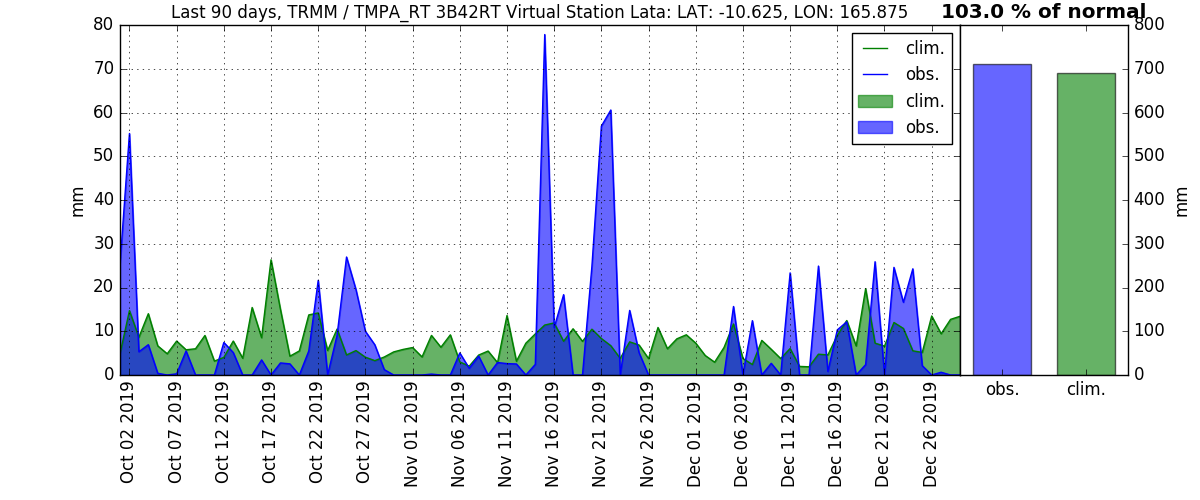 Last 90 days, TRMM / TMPA_RT 3B42RT Virtual Station Lata: LAT: -10.625, LON: 165.875
103.0 % of normal
80
70
60
50
40
30
20
10
0
mm
clim.
obs.
clim.
obs.
800
700
600
500
400
300
200
100
0
mm
Oct 02 2019
Oct 07 2019
Oct 12 2019
Oct 17 2019
Oct 22 2019
Oct 27 2019
Nov 01 2019
Nov 06 2019
Nov 11 2019
Nov 16 2019
Nov 21 2019
Nov 26 2019
Dec 01 2019
Dec 06 2019
Dec 11 2019
Dec 16 2019
Dec 21 2019
Dec 26 2019
obs.
clim.